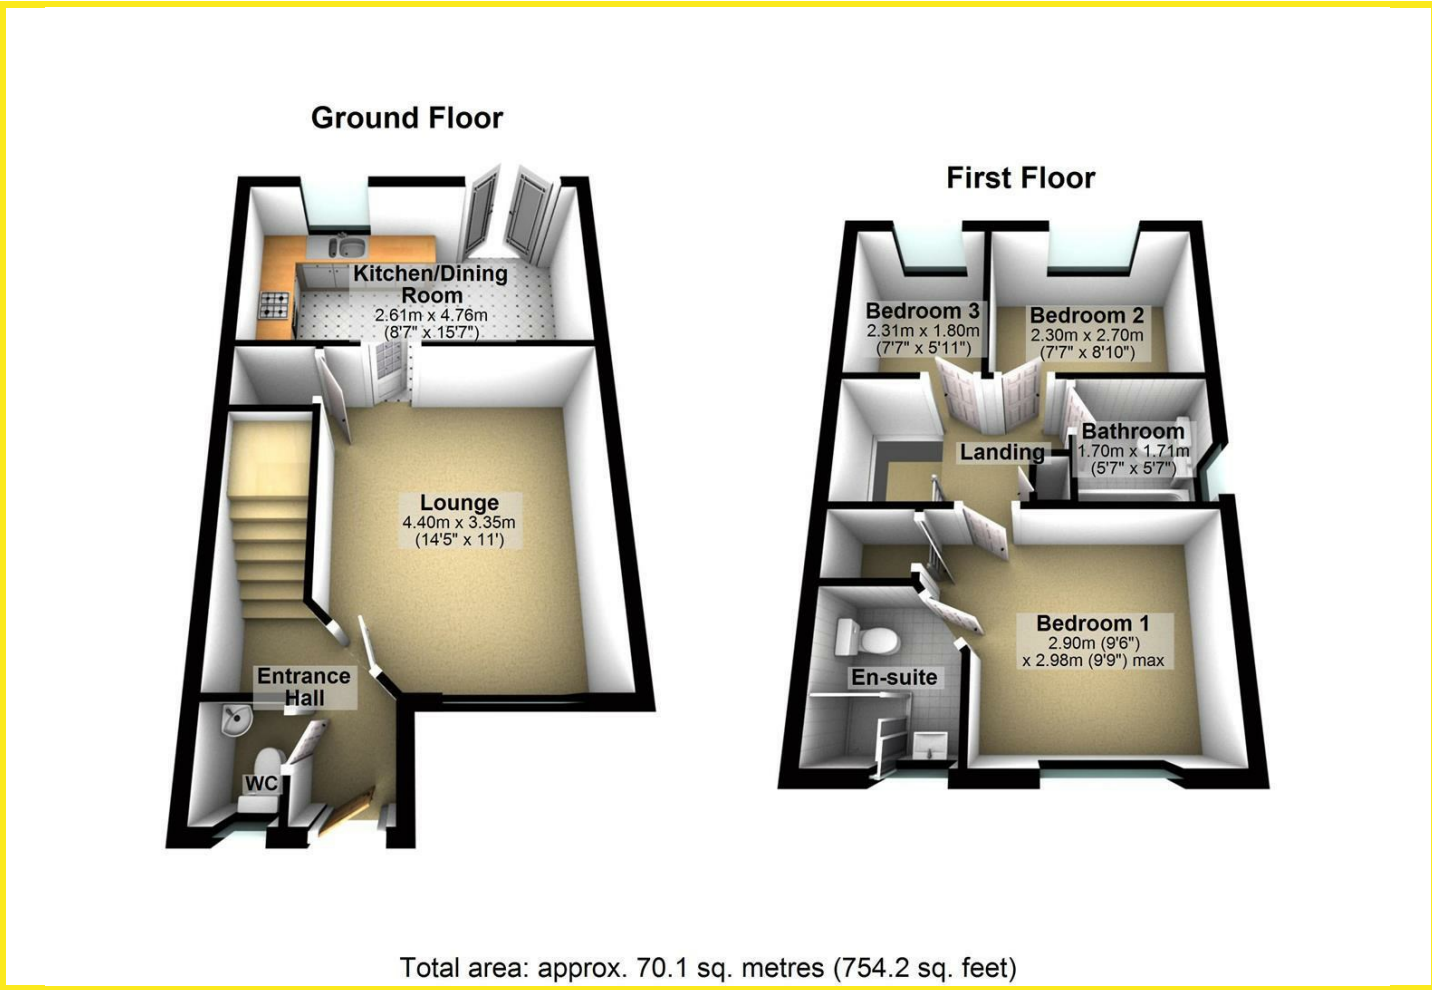 Ground Floor
Kitchen/Dining
Room
2.61m x 4.76m
(8'7" x 15'7")
Lounge
4.40m x 3.35m
(14'5" x 11')
Entrance
Hall
WC
First Floor
Bedroom 3
2.31m x 1.80m
(7'7" x 5'11")
Bedroom 2
2.30m x 2.70m
(7'7" x 8'10")
Landing
Bathroom
1.70m x 1.71m
(5'7" x 5'7")
Bedroom 1
2.90m (9'6")
x 2.98m (9'9") max
En-suite
Total area: approx. 70.1 sq. metres (754.2 sq. feet)